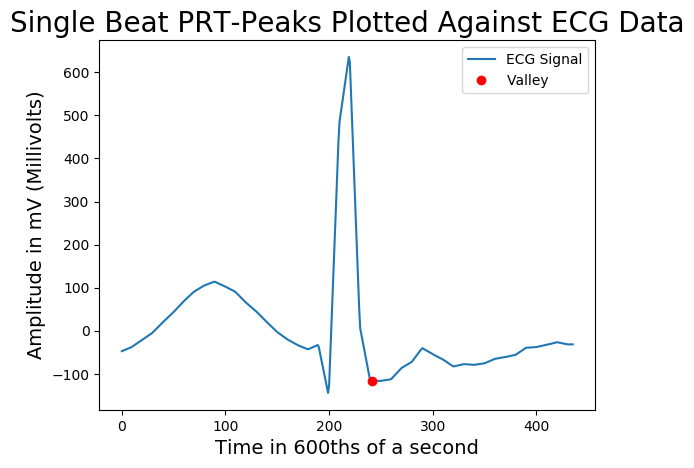 Single Beat PRT-Peaks Plotted Against ECG Data
ECG Signal
Valley
Amplitude in mV (Millivolts)
600
500
400
300
200
100
0
−100
0 100 200 300 400
Time in 600ths of a second